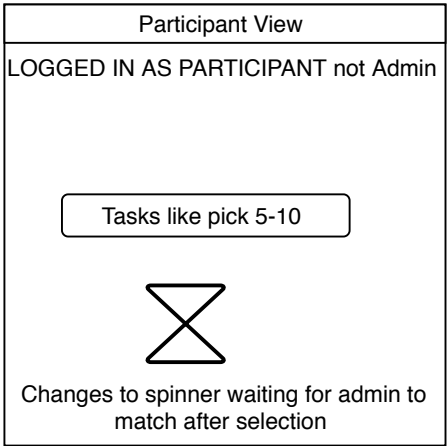 Participant View
LOGGED IN AS PARTICIPANT not Admin
Tasks like pick 5-10
Changes to spinner waiting for admin to
match after selection